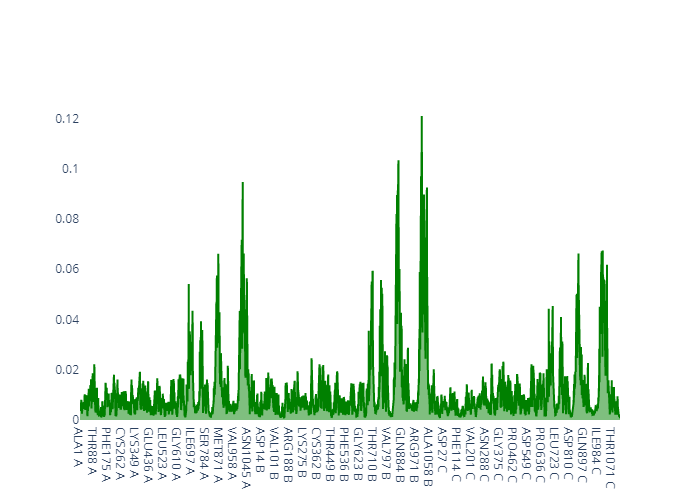 0.12
0.1
0.08
0.06
0.04
0.02
0
ALA1 A
THR88 A
PHE175 A
CYS262 A
LYS349 A
GLU436 A
LEU523 A
GLY610 A
ILE697 A
SER784 A
MET871 A
VAL958 A
ASN1045 A
ASP14 B
VAL101 B
ARG188 B
LYS275 B
CYS362 B
THR449 B
PHE536 B
GLY623 B
THR710 B
VAL797 B
GLN884 B
ARG971 B
ALA1058 B
ASP27 C
PHE114 C
VAL201 C
ASN288 C
GLY375 C
PRO462 C
ASP549 C
PRO636 C
LEU723 C
ASP810 C
GLN897 C
ILE984 C
THR1071 C